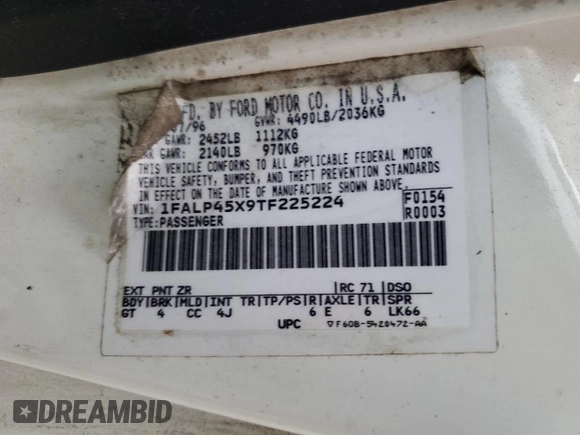 FD. BY FORD MOTOR CO. IN U.S.A.
7/96 GVWR: 4490LB/2036KG
GAWR: 2452LB 1112KG
GAWR: 2140LB 970KG
THIS VEHICLE CONFORMS TO ALL APPLICABLE FEDERAL MOTOR
VEHICLE SAFETY, BUMPER, AND THEFT PREVENTION STANDARDS
IN EFFECT ON THE DATE OF MANUFACTURE SHOWN ABOVE.
VIN: 1FALP45X9TF225224 F0154
TYPE: PASSENGER R0003
EXT PNT ZR RC 71 DSO
BDY BRK MLD INT TR TP/PS R AXLE TR SPR
GT 4 CC 4J 6 E 6 LK66
UPC F60B-5420472-AA
DREAMBID